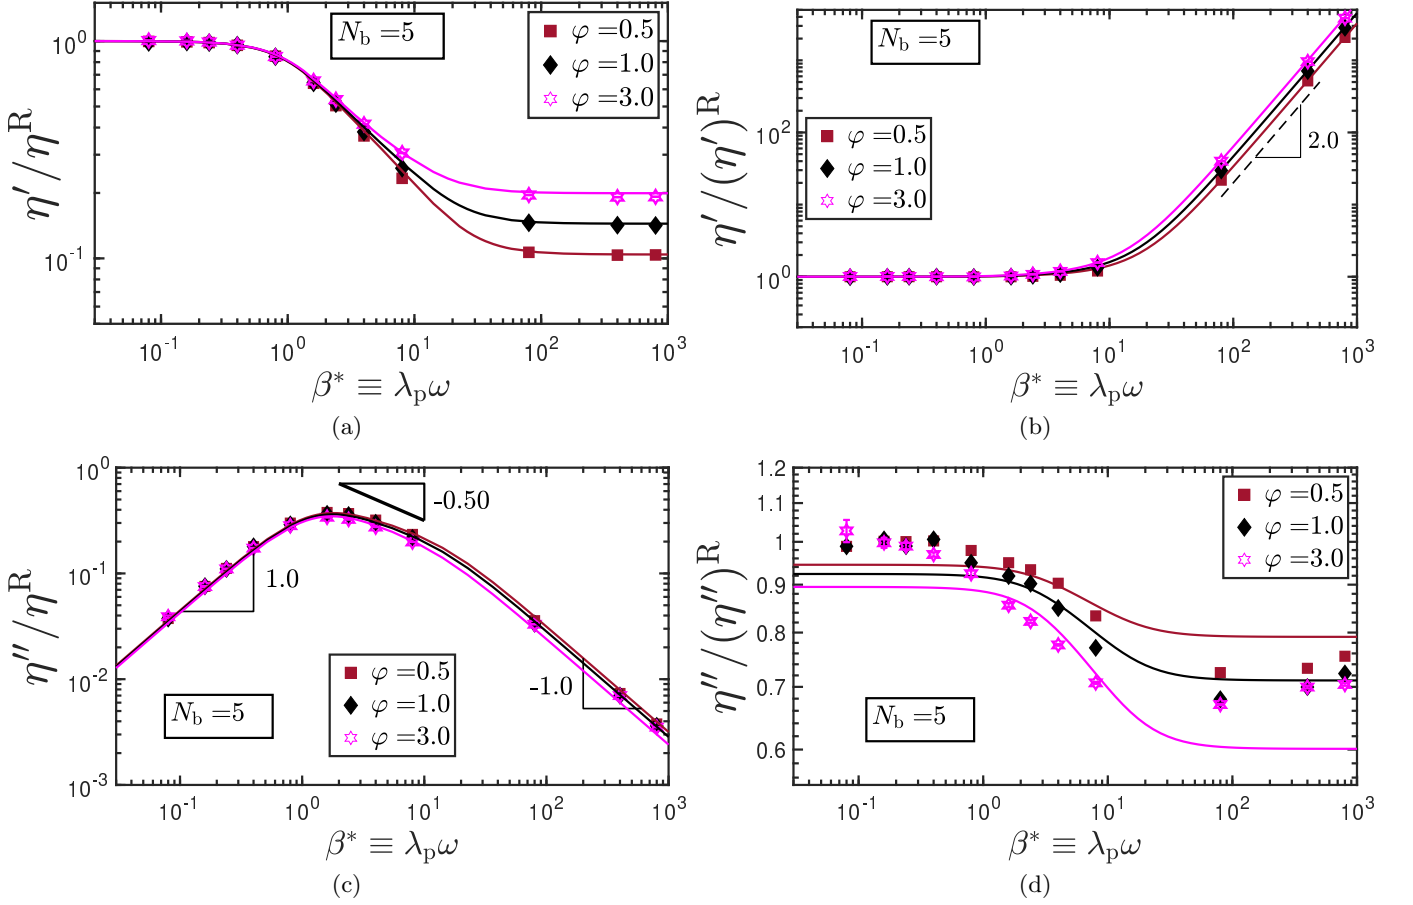 η′/η^R
10^0
10^-1
N_b =5
φ =0.5
φ =1.0
φ =3.0
10^-1 10^0 10^1 10^2 10^3
β* ≡ λ_p ω
(a)
η′/(η′)^R
10^2
10^0
N_b =5
φ =0.5
φ =1.0
φ =3.0
2.0
10^-1 10^0 10^1 10^2 10^3
β* ≡ λ_p ω
(b)
η″/η^R
10^0
10^-1
10^-2
10^-3
-0.50
1.0
-1.0
N_b =5
φ =0.5
φ =1.0
φ =3.0
10^-1 10^0 10^1 10^2 10^3
β* ≡ λ_p ω
(c)
η″/(η″)^R
1.2
1.1
1
0.9
0.8
0.7
0.6
φ =0.5
φ =1.0
φ =3.0
N_b =5
10^-1 10^0 10^1 10^2 10^3
β* ≡ λ_p ω
(d)